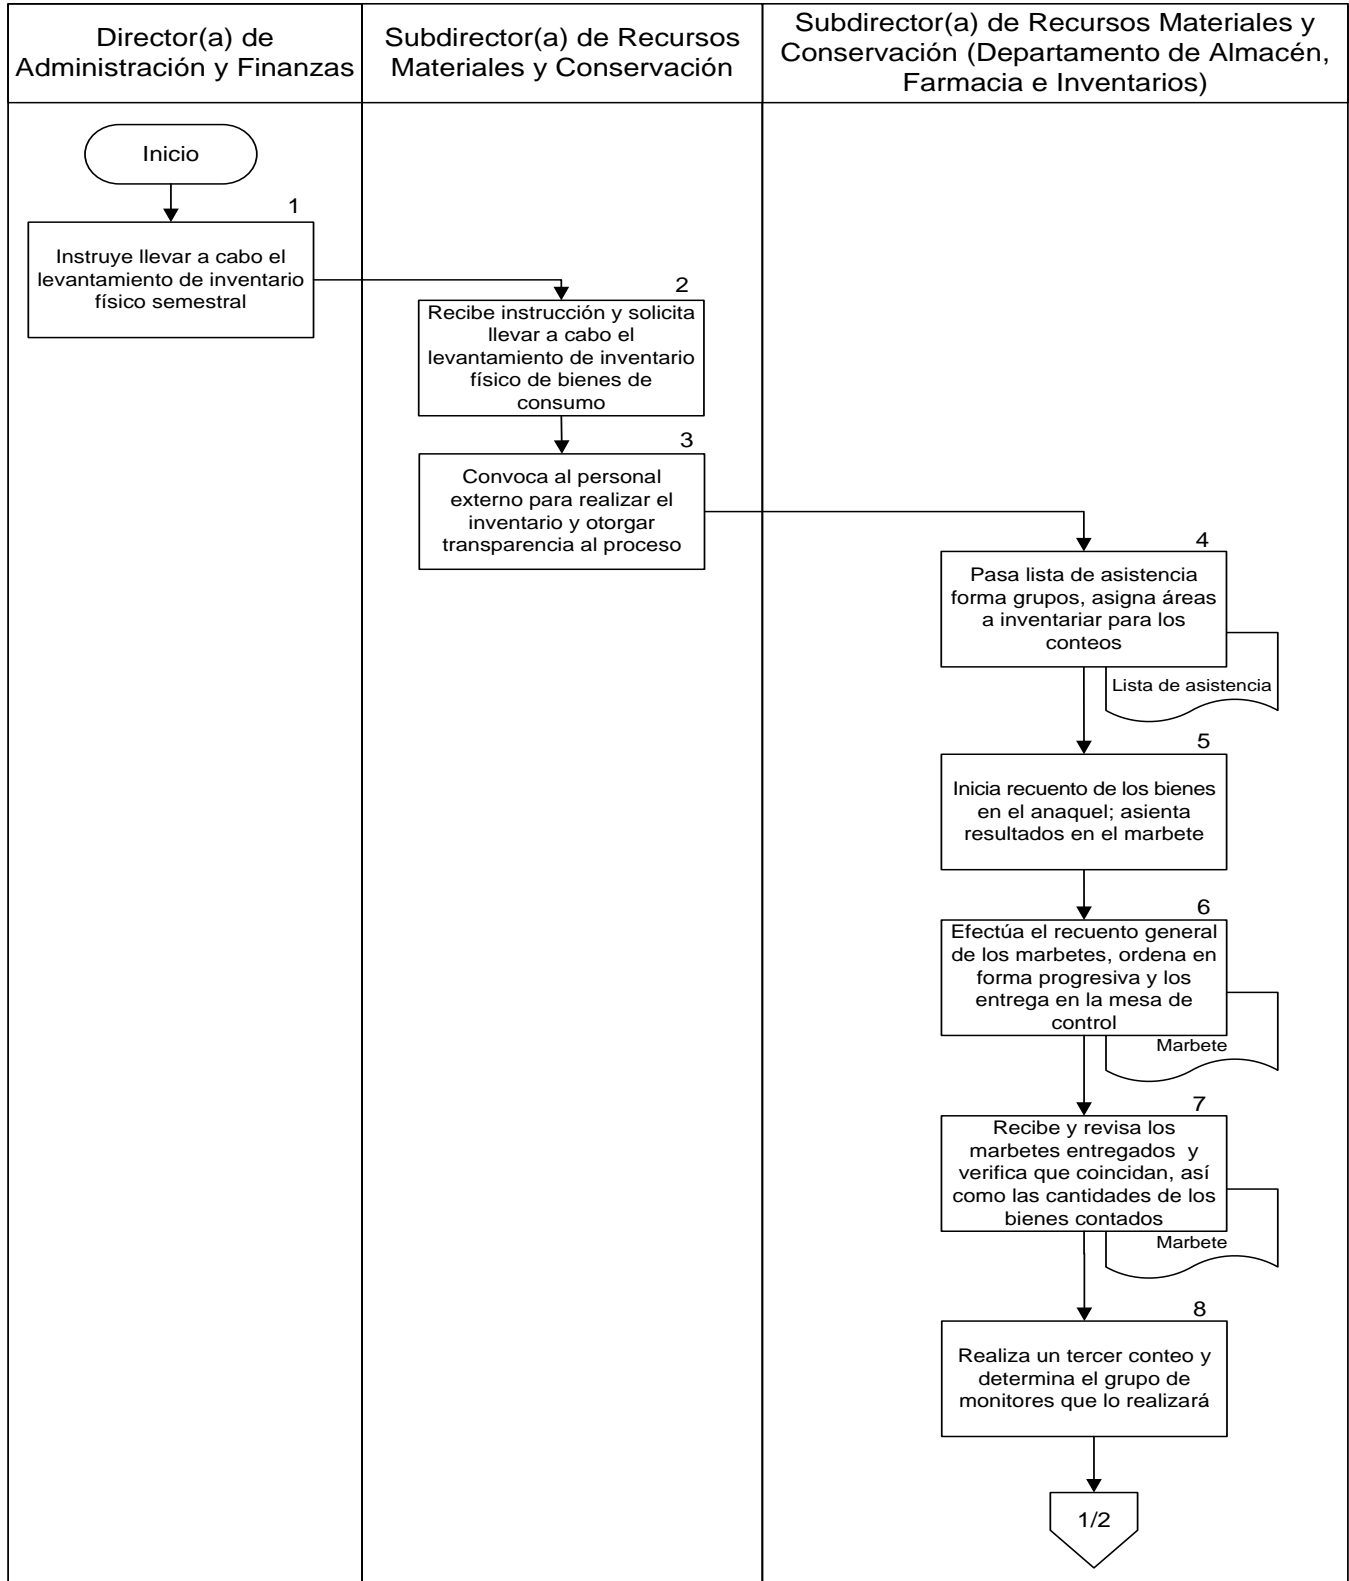 Director(a) de
Administración y Finanzas
Subdirector(a) de Recursos
Materiales y Conservación
Subdirector(a) de Recursos Materiales y
Conservación (Departamento de Almacén,
Farmacia e Inventarios)
Inicio
1
Instruye llevar a cabo el
levantamiento de inventario
físico semestral
2
Recibe instrucción y solicita
llevar a cabo el
levantamiento de inventario
físico de bienes de
consumo
3
Convoca al personal
externo para realizar el
inventario y otorgar
transparencia al proceso
4
Pasa lista de asistencia
forma grupos, asigna áreas
a inventariar para los
conteos
Lista de asistencia
5
Inicia recuento de los bienes
en el anaquel; asienta
resultados en el marbete
6
Efectúa el recuento general
de los marbetes, ordena en
forma progresiva y los
entrega en la mesa de
control
Marbete
7
Recibe y revisa los
marbetes entregados y
verifica que coincidan, así
como las cantidades de los
bienes contados
Marbete
8
Realiza un tercer conteo y
determina el grupo de
monitores que lo realizará
1/2